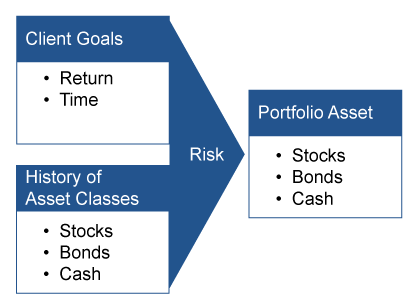 Client Goals
• Return
• Time
History of
Asset Classes
• Stocks
• Bonds
• Cash
Risk
Portfolio Asset
• Stocks
• Bonds
• Cash